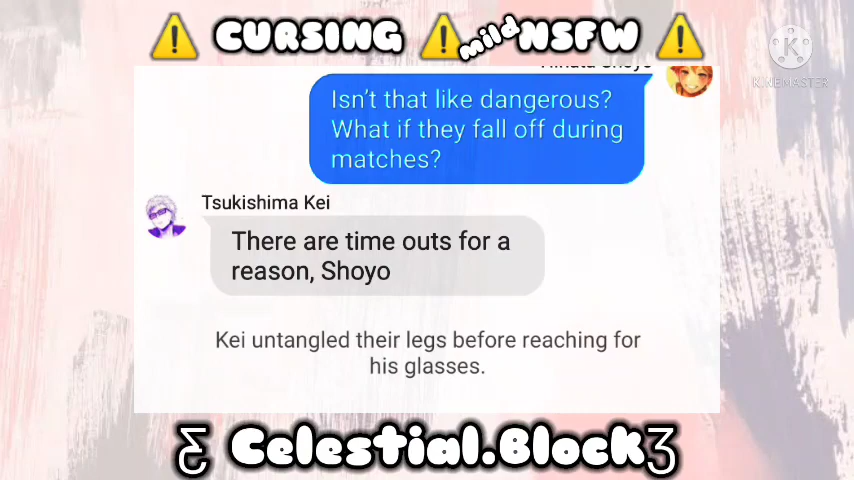 ⚠️ CURSING ⚠️ mild NSFW ⚠️
K
KINEMASTER
Hinata Shoyo
Isn't that like dangerous?
What if they fall off during
matches?
Tsukishima Kei
There are time outs for a
reason, Shoyo
Kei untangled their legs before reaching for
his glasses.
Ƹ Celestial.BlockƷ